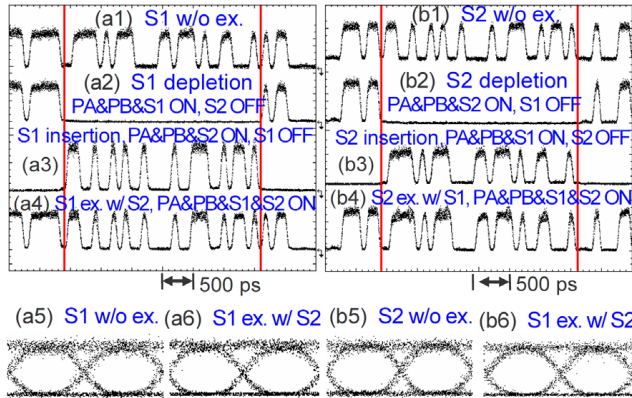 (a1) S1 w/o ex.
(a2) S1 depletion
PA&PB&S1 ON, S2 OFF
S1 insertion, PA&PB&S2 ON, S1 OFF
(a3)
(a4) S1 ex. w/ S2, PA&PB&S1&S2 ON
500 ps
(b1) S2 w/o ex.
(b2) S2 depletion
PA&PB&S2 ON, S1 OFF
S2 insertion, PA&PB&S1 ON, S2 OFF
(b3)
(b4) S2 ex. w/ S1, PA&PB&S1&S2 ON
500 ps
(a5) S1 w/o ex.
(a6) S1 ex. w/ S2
(b5) S2 w/o ex.
(b6) S1 ex. w/ S2